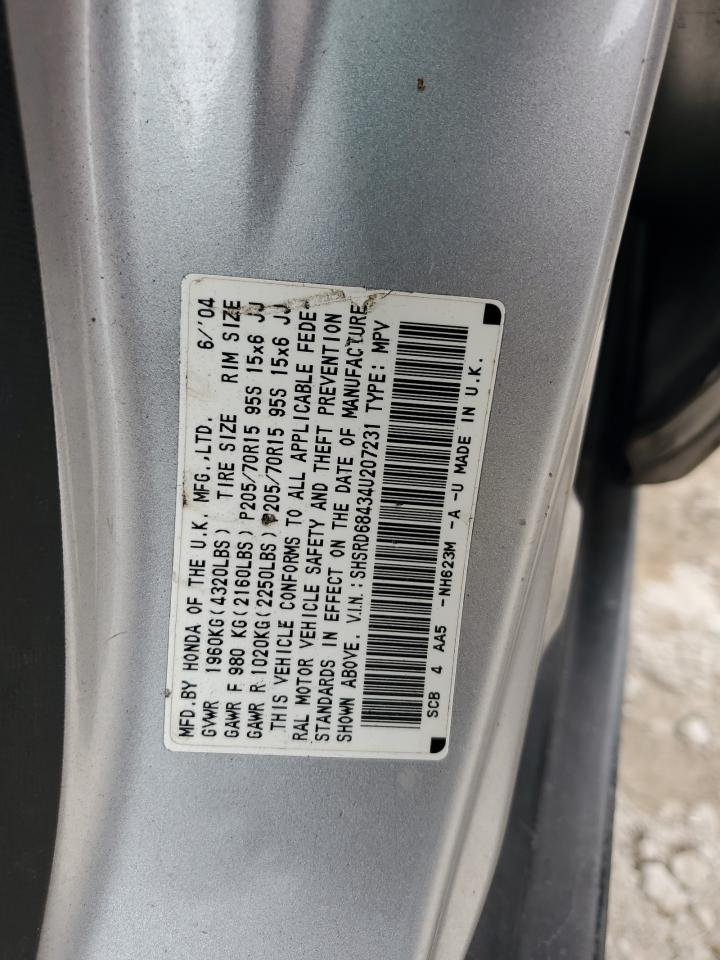 MFD.BY HONDA OF THE U.K. MFG.,LTD. 6/'04
GVWR 1960KG(4320LBS) TIRE SIZE RIM SIZE
GAWR F 980 KG(2160LBS) P205/70R15 95S 15x6 JJ
GAWR R 1020KG(2250LBS) P205/70R15 95S 15x6 JJ
THIS VEHICLE CONFORMS TO ALL APPLICABLE FEDE-
RAL MOTOR VEHICLE SAFETY AND THEFT PREVENTION
STANDARDS IN EFFECT ON THE DATE OF MANUFACTURE
SHOWN ABOVE. V.I.N.:SHSRD68434U207231 TYPE: MPV
SCB 4 AA5 -NH623M -A -U MADE IN U.K.